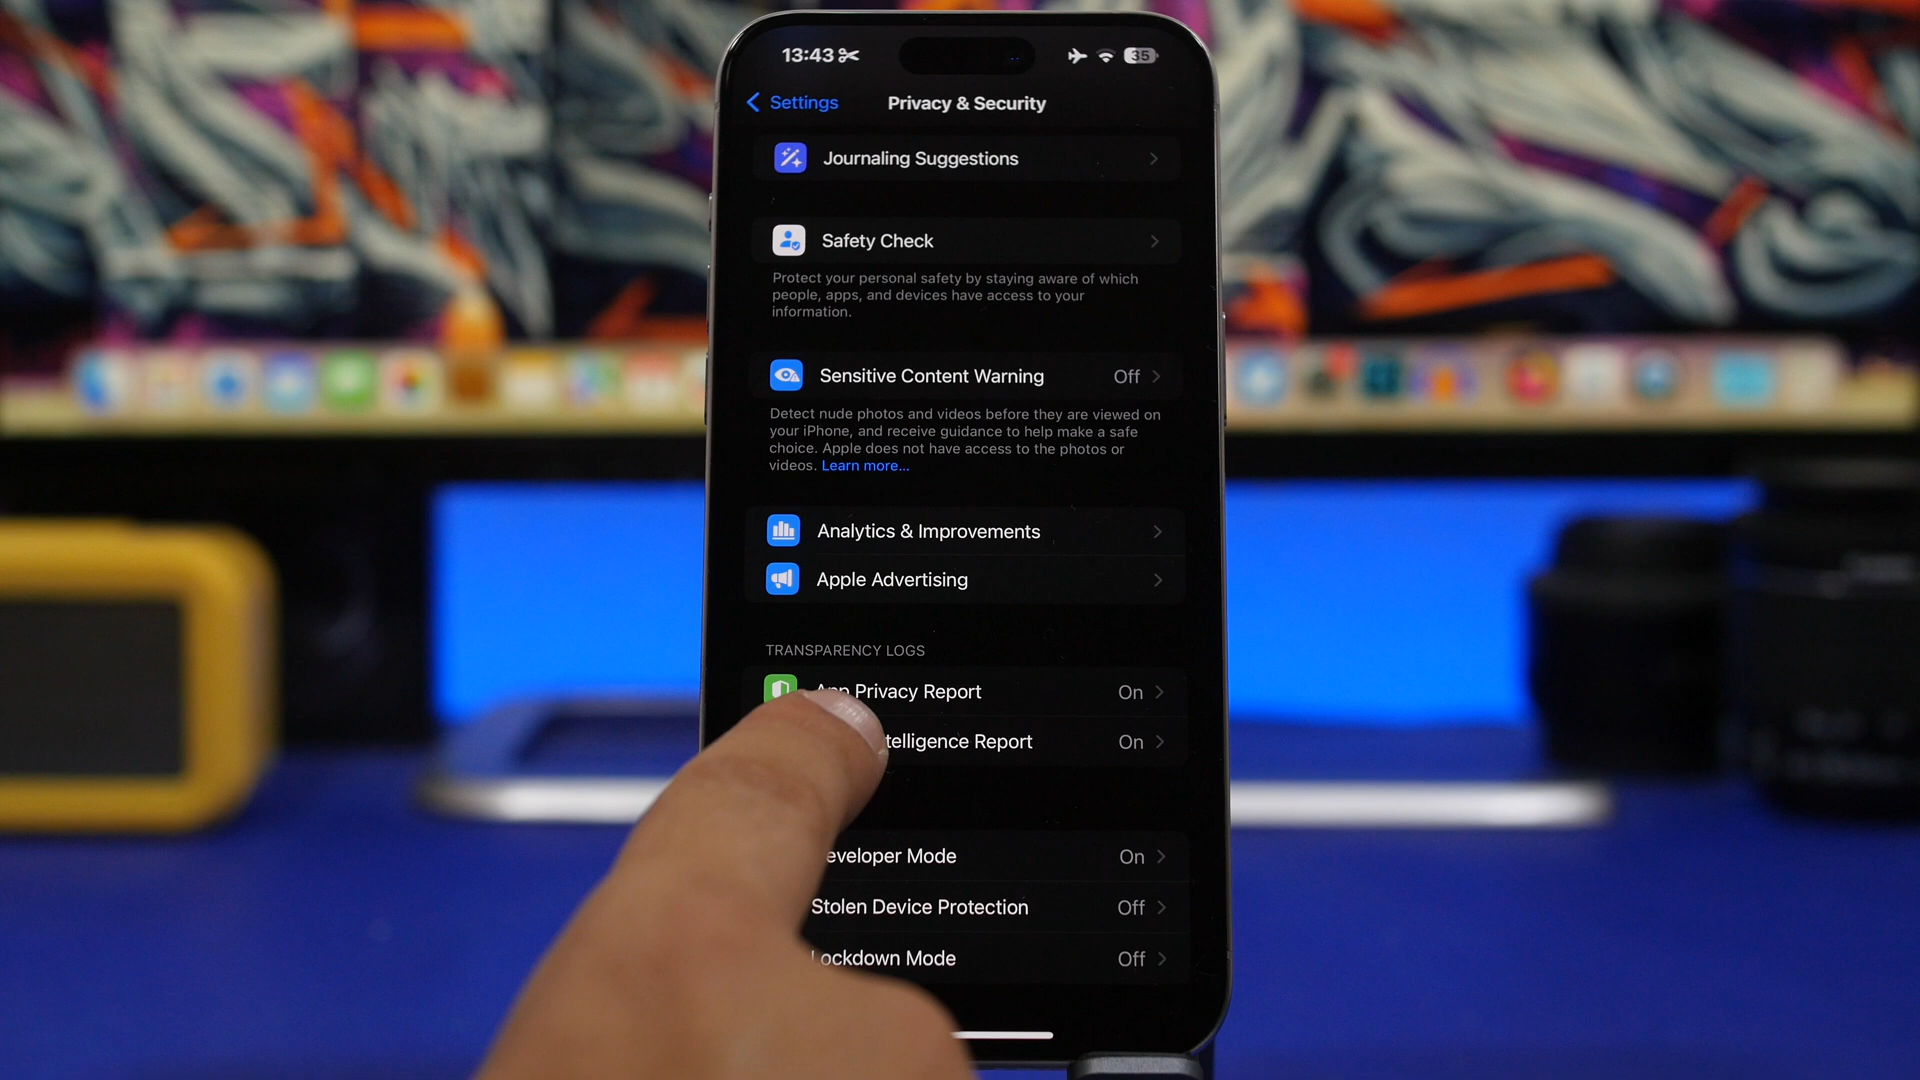 13:43
35
Settings
Privacy & Security
Journaling Suggestions
Safety Check
Protect your personal safety by staying aware of which
people, apps, and devices have access to your
information.
Sensitive Content Warning Off
Detect nude photos and videos before they are viewed on
your iPhone, and receive guidance to help make a safe
choice. Apple does not have access to the photos or
videos. Learn more...
Analytics & Improvements
Apple Advertising
TRANSPARENCY LOGS
App Privacy Report On
telligence Report On
eveloper Mode On
Stolen Device Protection Off
Lockdown Mode Off